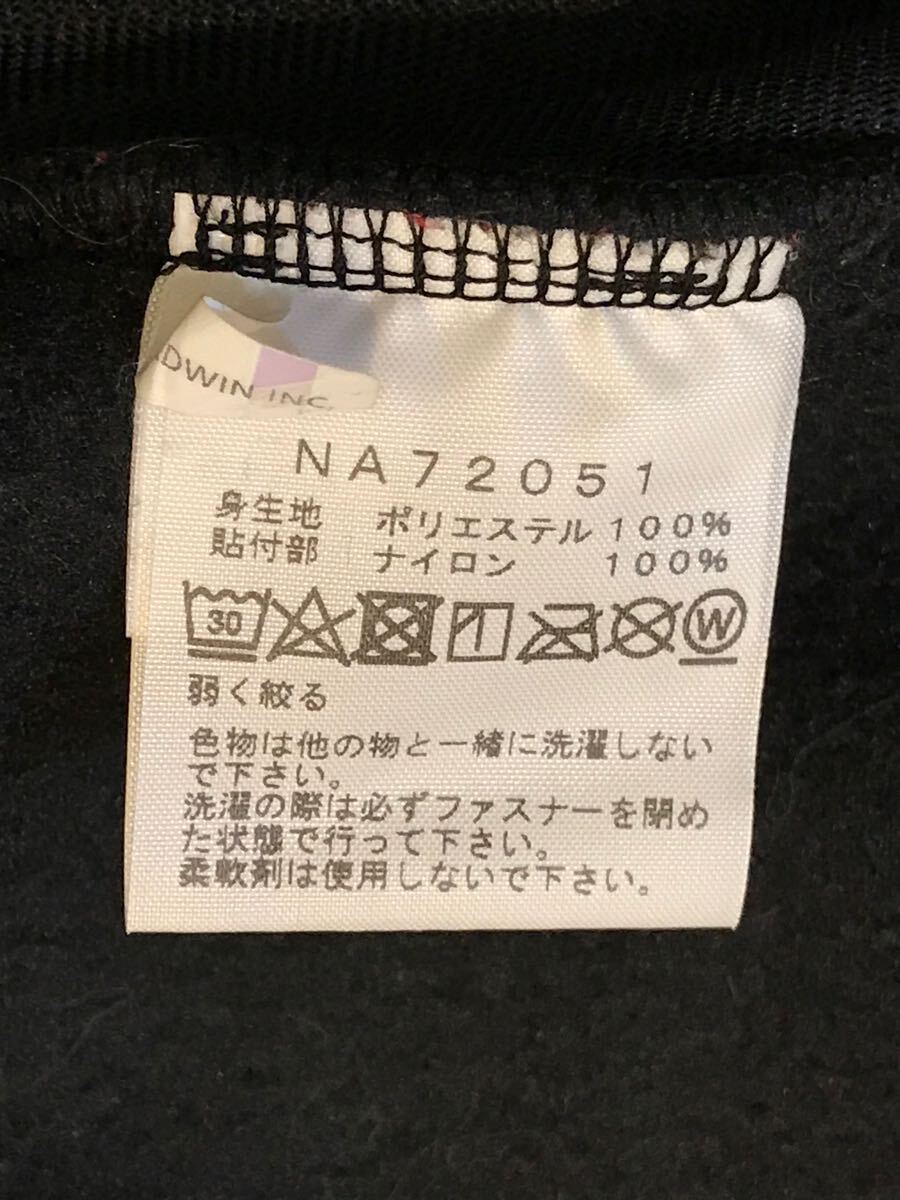 DWIN INC.
NA72051
身生地 ポリエステル 100%
貼付部 ナイロン 100%
30 W
弱く絞る
色物は他の物と一緒に洗濯しない
で下さい。
洗濯の際は必ずファスナーを閉め
た状態で行って下さい。
柔軟剤は使用しないで下さい。